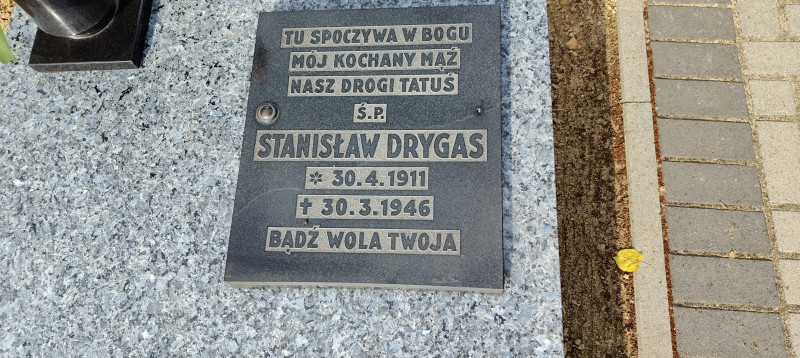 TU SPOCZYWA W BOGU
MÓJ KOCHANY MĄŻ
NASZ DROGI TATUŚ
Ś.P.
STANISŁAW DRYGAS
* 30.4.1911
† 30.3.1946
BĄDŹ WOLA TWOJA